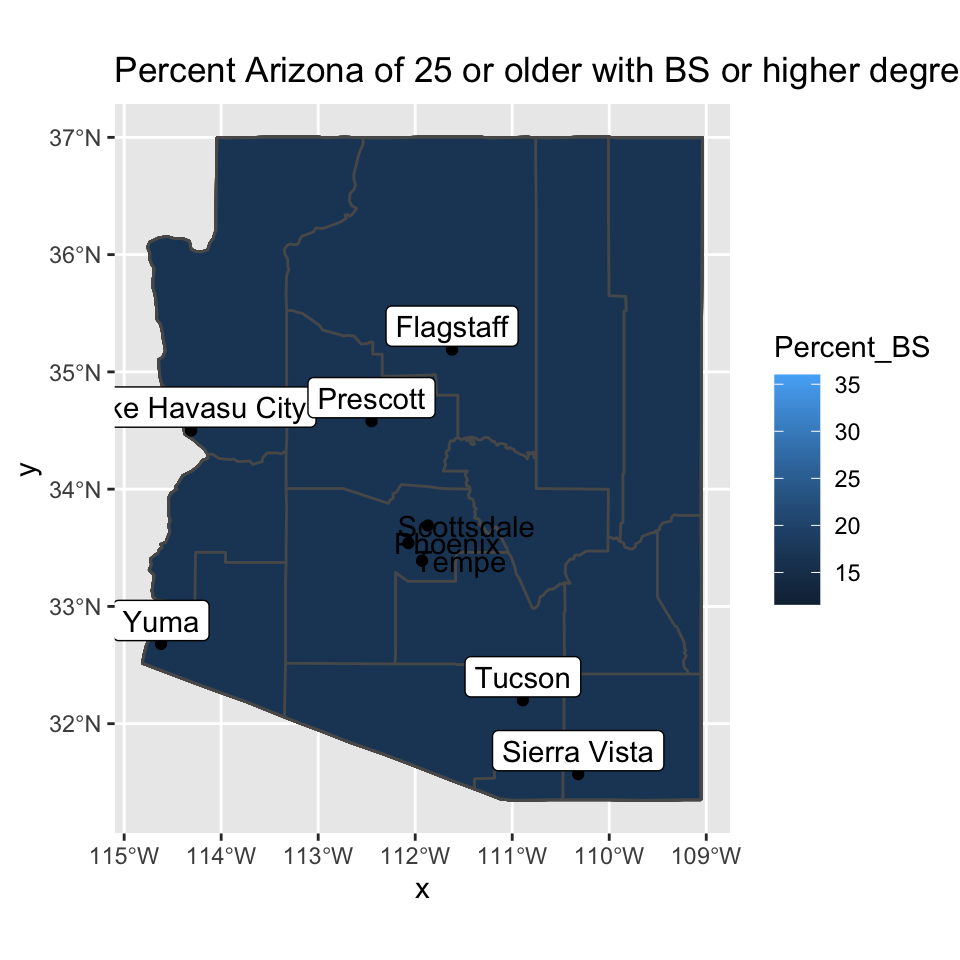 Percent Arizona of 25 or older with BS or higher degre
37°N
36°N
35°N
34°N
33°N
32°N
y
Flagstaff
ke Havasu City
Prescott
Scottsdale
Phoenix
Tempe
Yuma
Tucson
Sierra Vista
115°W 114°W 113°W 112°W 111°W 110°W 109°W
x
Percent_BS
35
30
25
20
15